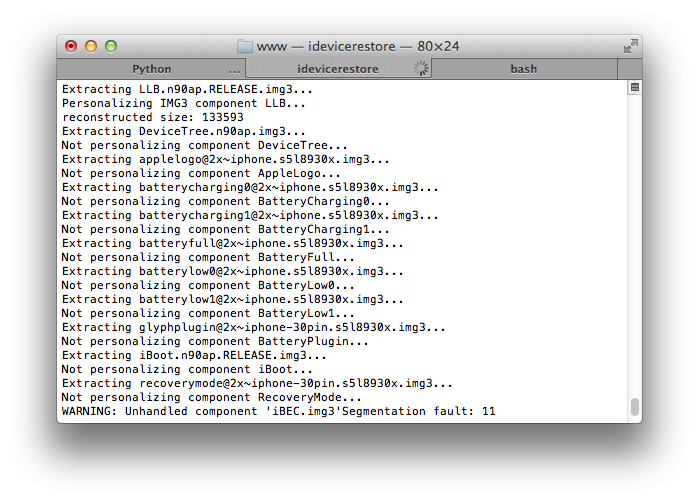 www — idevicerestore — 80×24
Python ... idevicerestore bash
Extracting LLB.n90ap.RELEASE.img3...
Personalizing IMG3 component LLB...
reconstructed size: 133593
Extracting DeviceTree.n90ap.img3...
Not personalizing component DeviceTree...
Extracting applelogo@2x~iphone.s5l8930x.img3...
Not personalizing component AppleLogo...
Extracting batterycharging0@2x~iphone.s5l8930x.img3...
Not personalizing component BatteryCharging0...
Extracting batterycharging1@2x~iphone.s5l8930x.img3...
Not personalizing component BatteryCharging1...
Extracting batteryfull@2x~iphone.s5l8930x.img3...
Not personalizing component BatteryFull...
Extracting batterylow0@2x~iphone.s5l8930x.img3...
Not personalizing component BatteryLow0...
Extracting batterylow1@2x~iphone.s5l8930x.img3...
Not personalizing component BatteryLow1...
Extracting glyphplugin@2x~iphone-30pin.s5l8930x.img3...
Not personalizing component BatteryPlugin...
Extracting iBoot.n90ap.RELEASE.img3...
Not personalizing component iBoot...
Extracting recoverymode@2x~iphone-30pin.s5l8930x.img3...
Not personalizing component RecoveryMode...
WARNING: Unhandled component 'iBEC.img3'Segmentation fault: 11